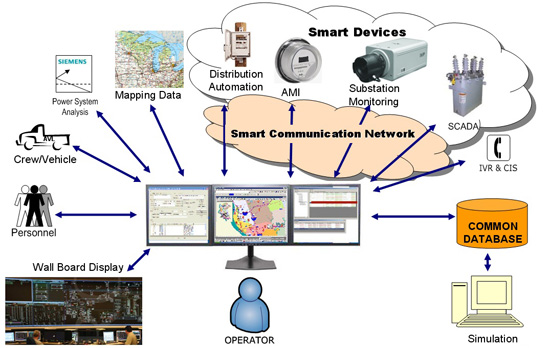 Smart Devices
SIEMENS
Power System
Analysis
Mapping Data
Distribution
Automation
AMI
Substation
Monitoring
SCADA
Smart Communication Network
IVR & CIS
AVL
Crew/Vehicle
Personnel
Wall Board Display
OPERATOR
COMMON
DATABASE
Simulation